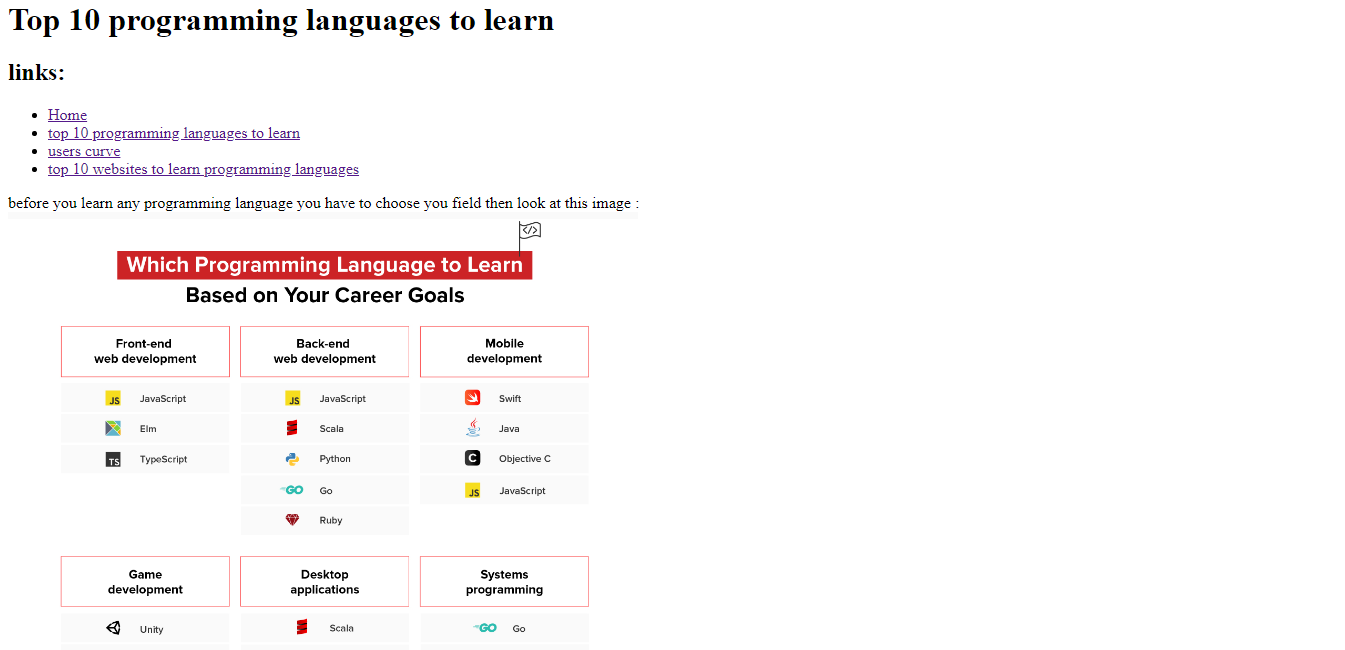 Top 10 programming languages to learn
links:
Home
top 10 programming languages to learn
users curve
top 10 websites to learn programming languages
before you learn any programming language you have to choose you field then look at this image :
</>
Which Programming Language to Learn
Based on Your Career Goals
Front-end
web development
JS JavaScript
Elm
TS TypeScript
Back-end
web development
JS JavaScript
Scala
Python
GO Go
Ruby
Mobile
development
Swift
Java
C Objective C
JS JavaScript
Game
development
Unity
Desktop
applications
Scala
Systems
programming
GO Go